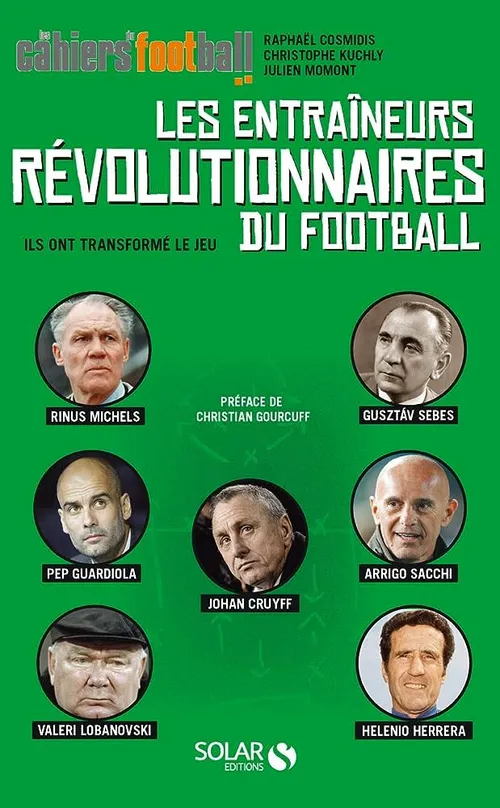 les
du
cahiers football
RAPHAËL COSMIDIS
CHRISTOPHE KUCHLY
JULIEN MOMONT
LES ENTRAÎNEURS
RÉVOLUTIONNAIRES
DU FOOTBALL
ILS ONT TRANSFORMÉ LE JEU
RINUS MICHELS
PRÉFACE DE
CHRISTIAN GOURCUFF
GUSZTÁV SEBES
PEP GUARDIOLA
JOHAN CRUYFF
ARRIGO SACCHI
VALERI LOBANOVSKI
HELENIO HERRERA
SOLAR
EDITIONS
S